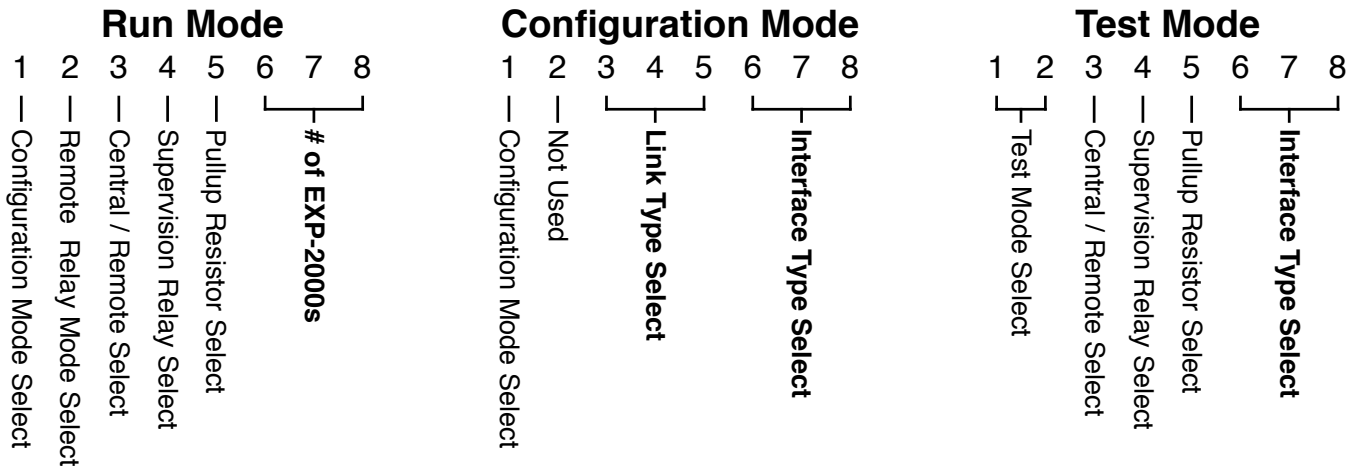 Run Mode
1 2 3 4 5 6 7 8
Configuration Mode Select
Remote Relay Mode Select
Central / Remote Select
Supervision Relay Select
Pullup Resistor Select
# of EXP-2000s
Configuration Mode
1 2 3 4 5 6 7 8
Configuration Mode Select
Not Used
Link Type Select
Interface Type Select
Test Mode
1 2 3 4 5 6 7 8
Test Mode Select
Central / Remote Select
Supervision Relay Select
Pullup Resistor Select
Interface Type Select